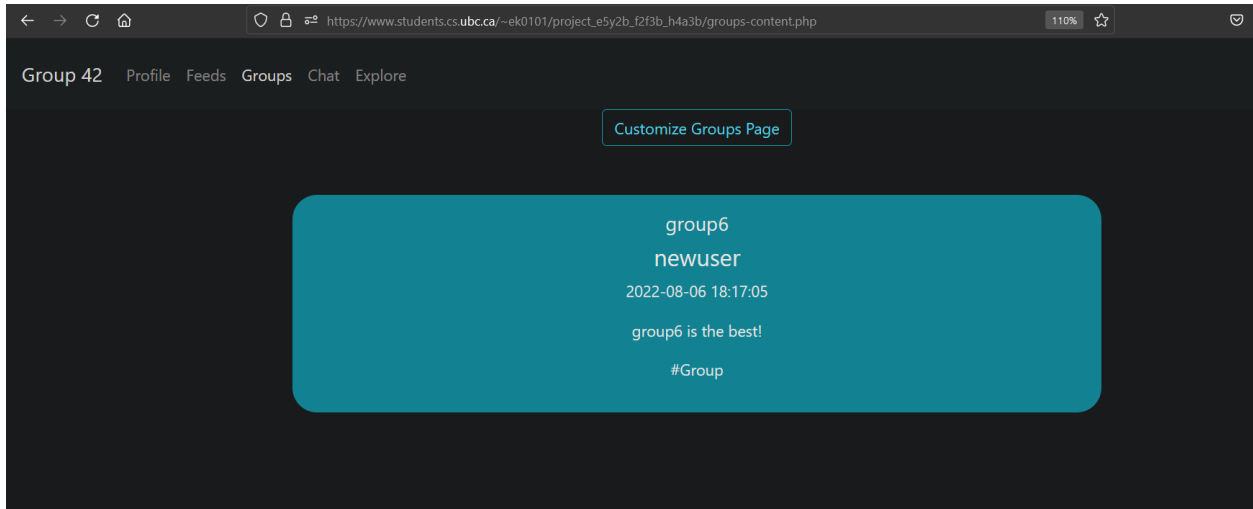 https://www.students.cs.ubc.ca/~ek0101/project_e5y2b_f2f3b_h4a3b/groups-content.php 110%
Group 42 Profile Feeds Groups Chat Explore
Customize Groups Page
group6
newuser
2022-08-06 18:17:05
group6 is the best!
#Group